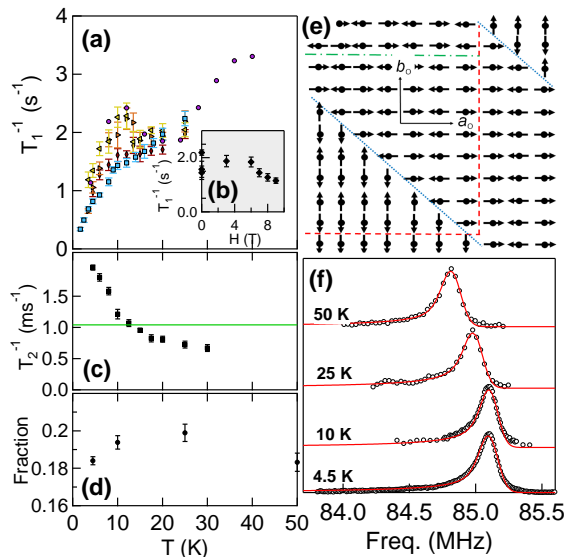 (a)
T₁⁻¹ (s⁻¹)
3
2
1
0
(b)
T₁⁻¹ (s⁻¹)
2.0
0.0
0
4
8
H (T)
(c)
T₂⁻¹ (ms⁻¹)
1.5
1.0
0.5
0.0
(d)
Fraction
0.20
0.18
0.16
0
10
20
30
40
50
T (K)
(e)
bₒ
aₒ
(f)
50 K
25 K
10 K
4.5 K
84.0
84.5
85.0
85.5
Freq. (MHz)